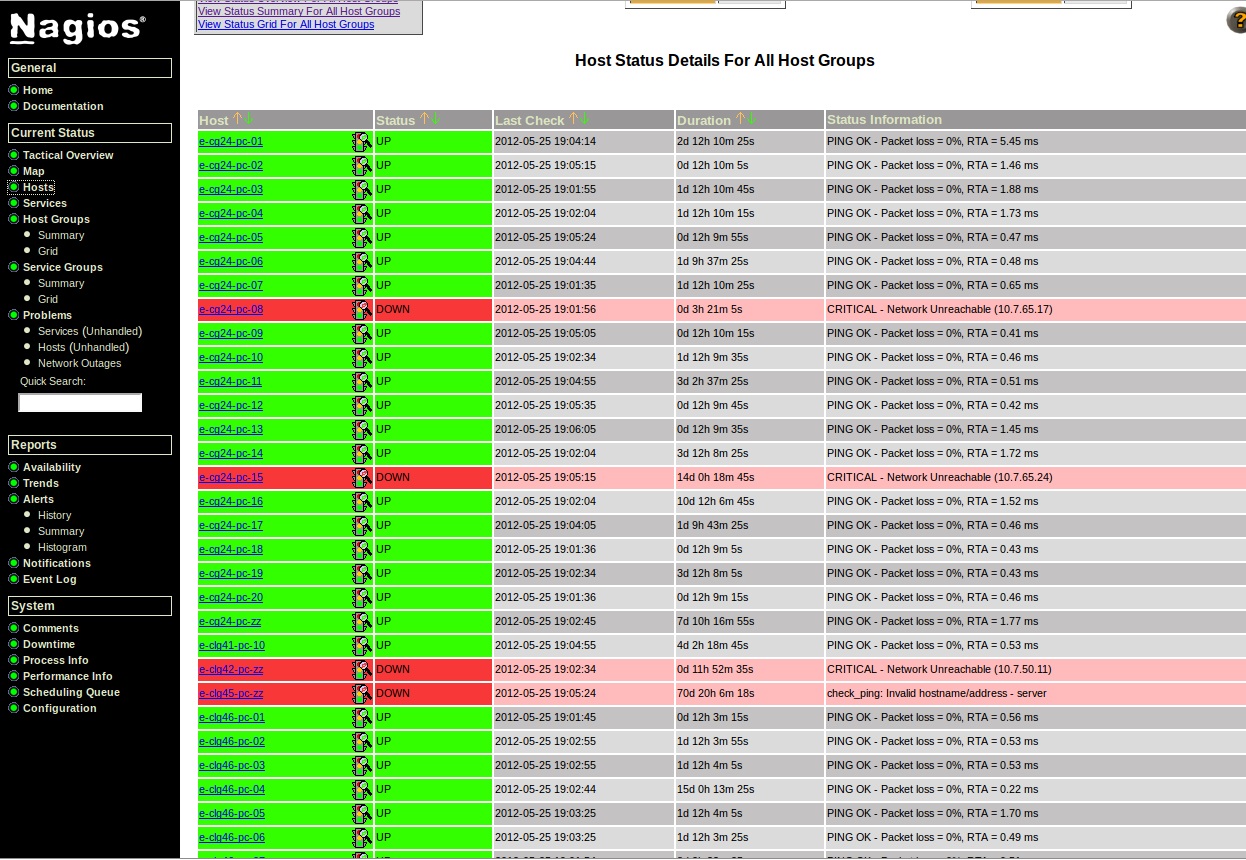 Nagios®
General
Home
Documentation
Current Status
Tactical Overview
Map
Hosts
Services
Host Groups
Summary
Grid
Service Groups
Summary
Grid
Problems
Services (Unhandled)
Hosts (Unhandled)
Network Outages
Quick Search:
Reports
Availability
Trends
Alerts
History
Summary
Histogram
Notifications
Event Log
System
Comments
Downtime
Process Info
Performance Info
Scheduling Queue
Configuration
View Status Summary For All Host Groups
View Status Grid For All Host Groups
?
Host Status Details For All Host Groups
Host Status Last Check Duration Status Information
e-cg24-pc-01 UP 2012-05-25 19:04:14 2d 12h 10m 25s PING OK - Packet loss = 0%, RTA = 5.45 ms
e-cg24-pc-02 UP 2012-05-25 19:05:15 0d 12h 10m 5s PING OK - Packet loss = 0%, RTA = 1.46 ms
e-cg24-pc-03 UP 2012-05-25 19:01:55 1d 12h 10m 45s PING OK - Packet loss = 0%, RTA = 1.88 ms
e-cg24-pc-04 UP 2012-05-25 19:02:04 1d 12h 10m 15s PING OK - Packet loss = 0%, RTA = 1.73 ms
e-cg24-pc-05 UP 2012-05-25 19:05:24 0d 12h 9m 55s PING OK - Packet loss = 0%, RTA = 0.47 ms
e-cg24-pc-06 UP 2012-05-25 19:04:44 1d 9h 37m 25s PING OK - Packet loss = 0%, RTA = 0.48 ms
e-cg24-pc-07 UP 2012-05-25 19:01:35 1d 12h 10m 25s PING OK - Packet loss = 0%, RTA = 0.65 ms
e-cg24-pc-08 DOWN 2012-05-25 19:01:56 0d 3h 21m 5s CRITICAL - Network Unreachable (10.7.65.17)
e-cg24-pc-09 UP 2012-05-25 19:05:05 0d 12h 10m 15s PING OK - Packet loss = 0%, RTA = 0.41 ms
e-cg24-pc-10 UP 2012-05-25 19:02:34 1d 12h 9m 35s PING OK - Packet loss = 0%, RTA = 0.46 ms
e-cg24-pc-11 UP 2012-05-25 19:04:55 3d 2h 37m 25s PING OK - Packet loss = 0%, RTA = 0.51 ms
e-cg24-pc-12 UP 2012-05-25 19:05:35 0d 12h 9m 45s PING OK - Packet loss = 0%, RTA = 0.42 ms
e-cg24-pc-13 UP 2012-05-25 19:06:05 0d 12h 9m 35s PING OK - Packet loss = 0%, RTA = 1.45 ms
e-cg24-pc-14 UP 2012-05-25 19:02:04 3d 12h 8m 25s PING OK - Packet loss = 0%, RTA = 1.72 ms
e-cg24-pc-15 DOWN 2012-05-25 19:05:15 14d 0h 18m 45s CRITICAL - Network Unreachable (10.7.65.24)
e-cg24-pc-16 UP 2012-05-25 19:02:04 10d 12h 6m 45s PING OK - Packet loss = 0%, RTA = 1.52 ms
e-cg24-pc-17 UP 2012-05-25 19:04:05 1d 9h 43m 25s PING OK - Packet loss = 0%, RTA = 0.46 ms
e-cg24-pc-18 UP 2012-05-25 19:01:36 0d 12h 9m 5s PING OK - Packet loss = 0%, RTA = 0.43 ms
e-cg24-pc-19 UP 2012-05-25 19:02:34 3d 12h 8m 5s PING OK - Packet loss = 0%, RTA = 0.43 ms
e-cg24-pc-20 UP 2012-05-25 19:01:36 0d 12h 9m 15s PING OK - Packet loss = 0%, RTA = 0.46 ms
e-cg24-pc-zz UP 2012-05-25 19:02:45 7d 10h 16m 55s PING OK - Packet loss = 0%, RTA = 1.77 ms
e-clg41-pc-10 UP 2012-05-25 19:04:55 4d 2h 18m 45s PING OK - Packet loss = 0%, RTA = 0.53 ms
e-clg42-pc-zz DOWN 2012-05-25 19:02:34 0d 11h 52m 35s CRITICAL - Network Unreachable (10.7.50.11)
e-clg45-pc-zz DOWN 2012-05-25 19:05:24 70d 20h 6m 18s check_ping: Invalid hostname/address - server
e-clg46-pc-01 UP 2012-05-25 19:01:45 0d 12h 3m 15s PING OK - Packet loss = 0%, RTA = 0.56 ms
e-clg46-pc-02 UP 2012-05-25 19:02:55 1d 12h 3m 55s PING OK - Packet loss = 0%, RTA = 0.53 ms
e-clg46-pc-03 UP 2012-05-25 19:02:55 1d 12h 4m 5s PING OK - Packet loss = 0%, RTA = 0.53 ms
e-clg46-pc-04 UP 2012-05-25 19:02:44 15d 0h 13m 25s PING OK - Packet loss = 0%, RTA = 0.22 ms
e-clg46-pc-05 UP 2012-05-25 19:03:25 1d 12h 4m 5s PING OK - Packet loss = 0%, RTA = 1.70 ms
e-clg46-pc-06 UP 2012-05-25 19:03:25 1d 12h 3m 25s PING OK - Packet loss = 0%, RTA = 0.49 ms